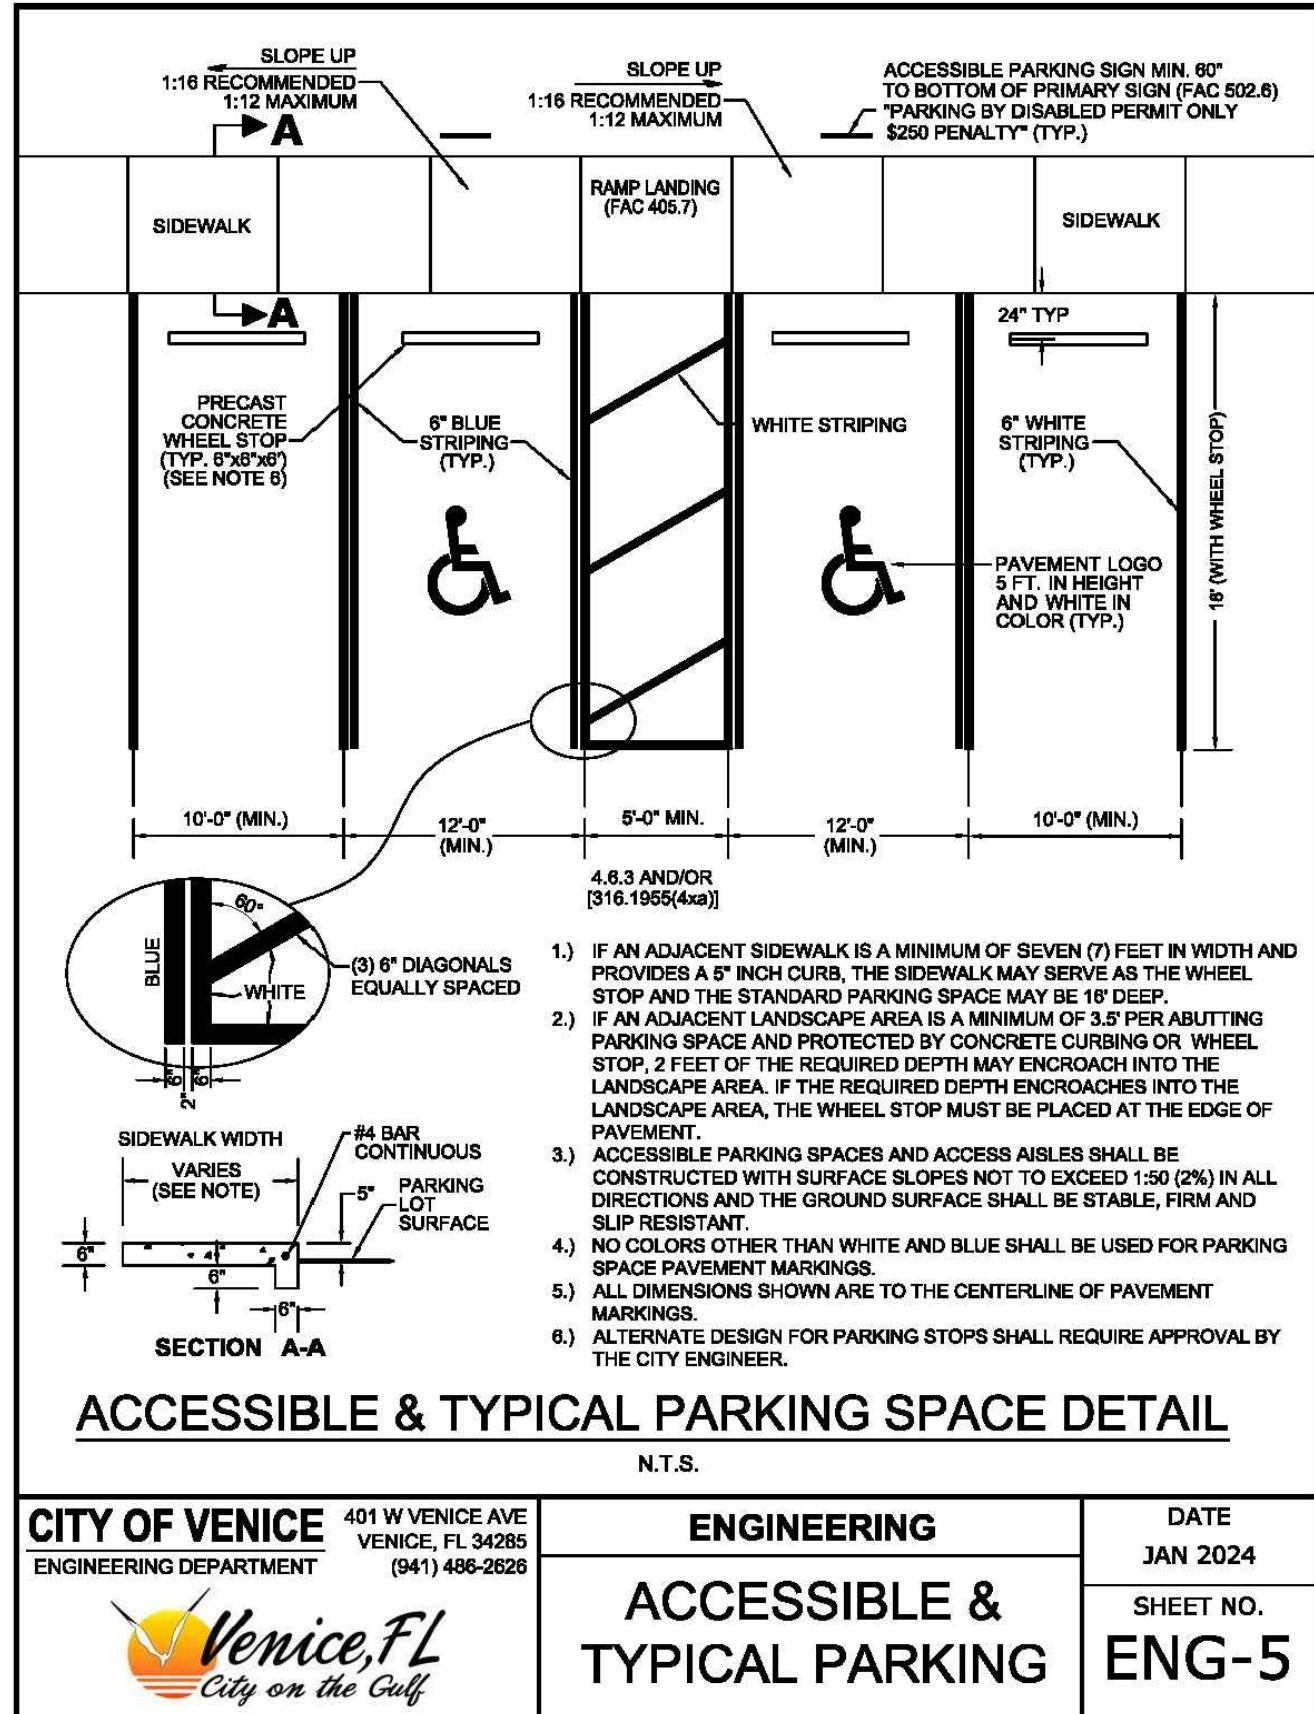 SLOPE UP
1:16 RECOMMENDED
1:12 MAXIMUM
A
SLOPE UP
1:16 RECOMMENDED
1:12 MAXIMUM
ACCESSIBLE PARKING SIGN MIN. 60"
TO BOTTOM OF PRIMARY SIGN (FAC 502.6)
"PARKING BY DISABLED PERMIT ONLY
$250 PENALTY" (TYP.)
SIDEWALK
RAMP LANDING
(FAC 405.7)
SIDEWALK
A
24" TYP
PRECAST
CONCRETE
WHEEL STOP
(TYP. 6"x6"x6')
(SEE NOTE 6)
6" BLUE
STRIPING
(TYP.)
WHITE STRIPING
6" WHITE
STRIPING
(TYP.)
18' (WITH WHEEL STOP)
PAVEMENT LOGO
5 FT. IN HEIGHT
AND WHITE IN
COLOR (TYP.)
10'-0" (MIN.)
12'-0"
(MIN.)
5'-0" MIN.
12'-0"
(MIN.)
10'-0" (MIN.)
4.6.3 AND/OR
[316.1955(4xa)]
60°
BLUE
WHITE
(3) 6" DIAGONALS
EQUALLY SPACED
6"
6"
2"
1.) IF AN ADJACENT SIDEWALK IS A MINIMUM OF SEVEN (7) FEET IN WIDTH AND
PROVIDES A 5" INCH CURB, THE SIDEWALK MAY SERVE AS THE WHEEL
STOP AND THE STANDARD PARKING SPACE MAY BE 16' DEEP.
2.) IF AN ADJACENT LANDSCAPE AREA IS A MINIMUM OF 3.5' PER ABUTTING
PARKING SPACE AND PROTECTED BY CONCRETE CURBING OR WHEEL
STOP, 2 FEET OF THE REQUIRED DEPTH MAY ENCROACH INTO THE
LANDSCAPE AREA. IF THE REQUIRED DEPTH ENCROACHES INTO THE
LANDSCAPE AREA, THE WHEEL STOP MUST BE PLACED AT THE EDGE OF
PAVEMENT.
3.) ACCESSIBLE PARKING SPACES AND ACCESS AISLES SHALL BE
CONSTRUCTED WITH SURFACE SLOPES NOT TO EXCEED 1:50 (2%) IN ALL
DIRECTIONS AND THE GROUND SURFACE SHALL BE STABLE, FIRM AND
SLIP RESISTANT.
4.) NO COLORS OTHER THAN WHITE AND BLUE SHALL BE USED FOR PARKING
SPACE PAVEMENT MARKINGS.
5.) ALL DIMENSIONS SHOWN ARE TO THE CENTERLINE OF PAVEMENT
MARKINGS.
6.) ALTERNATE DESIGN FOR PARKING STOPS SHALL REQUIRE APPROVAL BY
THE CITY ENGINEER.
SIDEWALK WIDTH
VARIES
(SEE NOTE)
#4 BAR
CONTINUOUS
5"
PARKING
LOT
SURFACE
6"
6"
6"
SECTION A-A
ACCESSIBLE & TYPICAL PARKING SPACE DETAIL
N.T.S.
CITY OF VENICE
ENGINEERING DEPARTMENT
401 W VENICE AVE
VENICE, FL 34285
(941) 486-2626
Venice, FL
City on the Gulf
ENGINEERING
ACCESSIBLE &
TYPICAL PARKING
DATE
JAN 2024
SHEET NO.
ENG-5